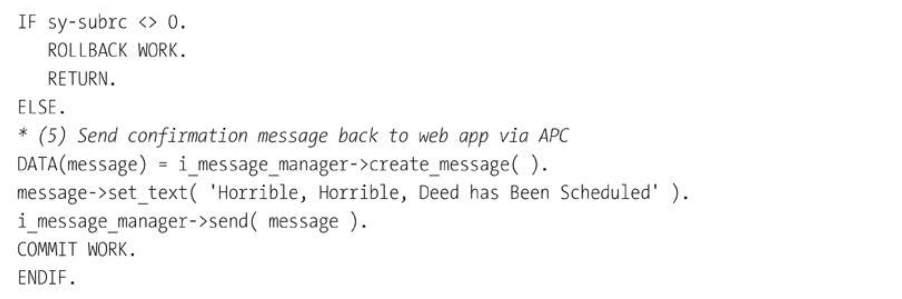 IF sy-subrc <> 0.
ROLLBACK WORK.
RETURN.
ELSE.
* (5) Send confirmation message back to web app via APC
DATA(message) = i_message_manager->create_message( ).
message->set_text( 'Horrible, Horrible, Deed has Been Scheduled' ).
i_message_manager->send( message ).
COMMIT WORK.
ENDIF.